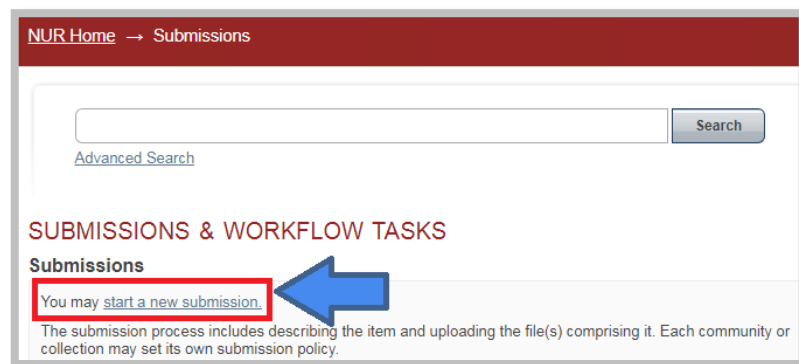 NUR Home → Submissions
Search
Advanced Search
SUBMISSIONS & WORKFLOW TASKS
Submissions
You may start a new submission.
The submission process includes describing the item and uploading the file(s) comprising it. Each community or
collection may set its own submission policy.